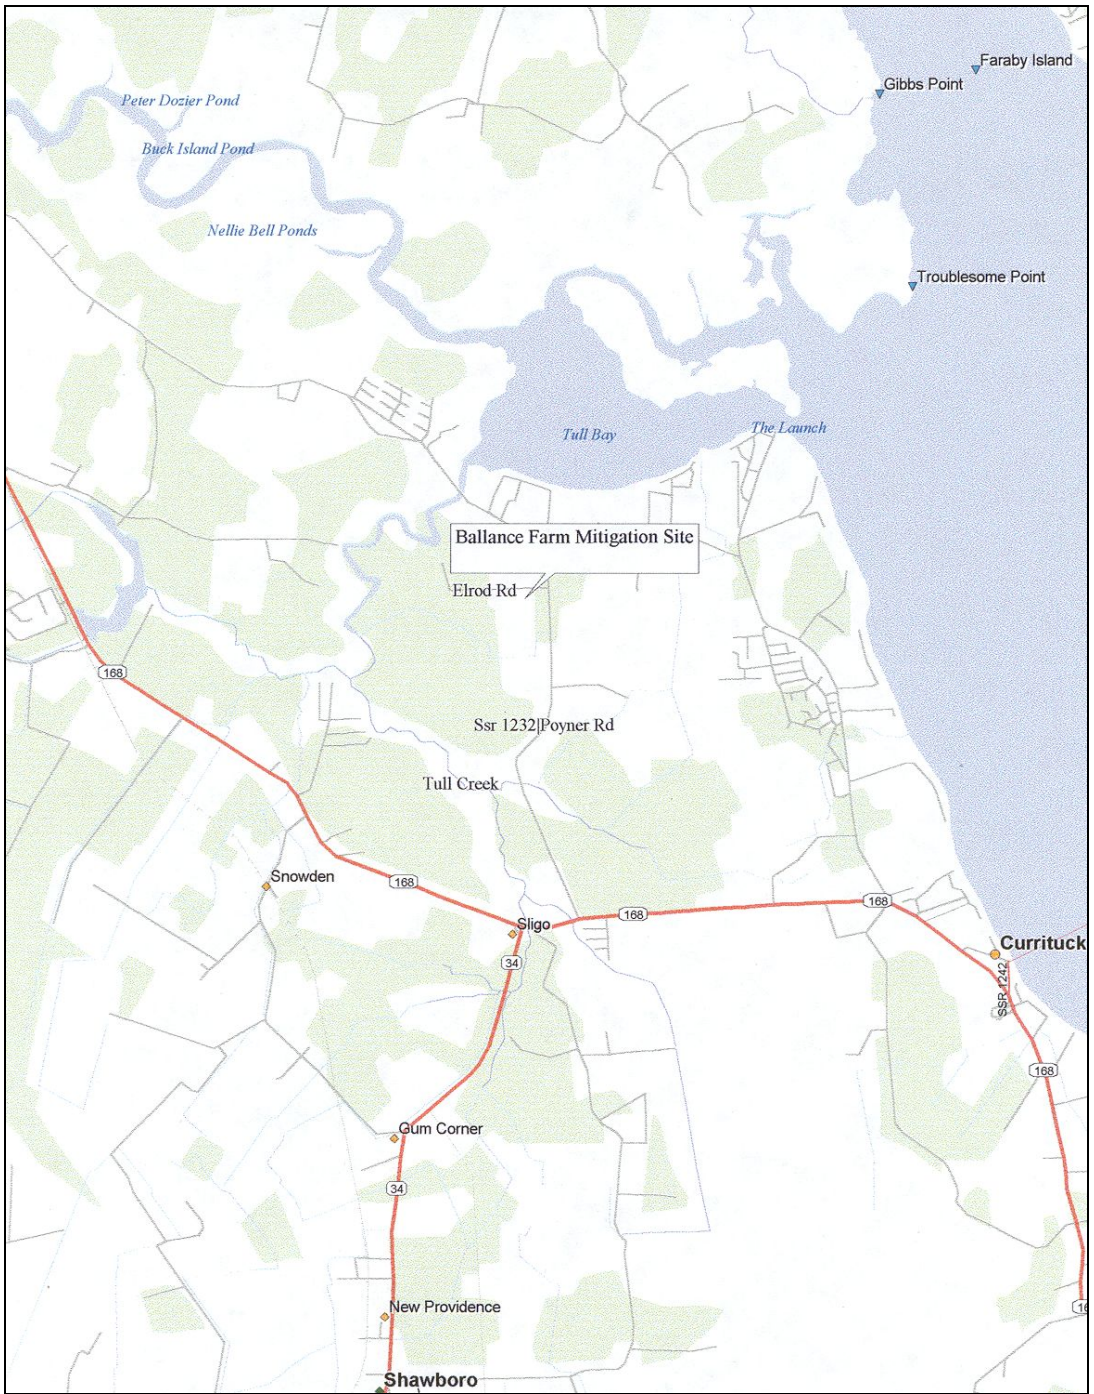 Faraby Island
Gibbs Point
Peter Dozier Pond
Buck Island Pond
Nellie Bell Ponds
Troublesome Point
The Launch
Tull Bay
Ballance Farm Mitigation Site
Elrod Rd
168
Ssr 1232|Poyner Rd
Tull Creek
Snowden
168
168
168
Sligo
Currituck
34
SSR 1242
168
Gum Corner
34
New Providence
16
Shawboro